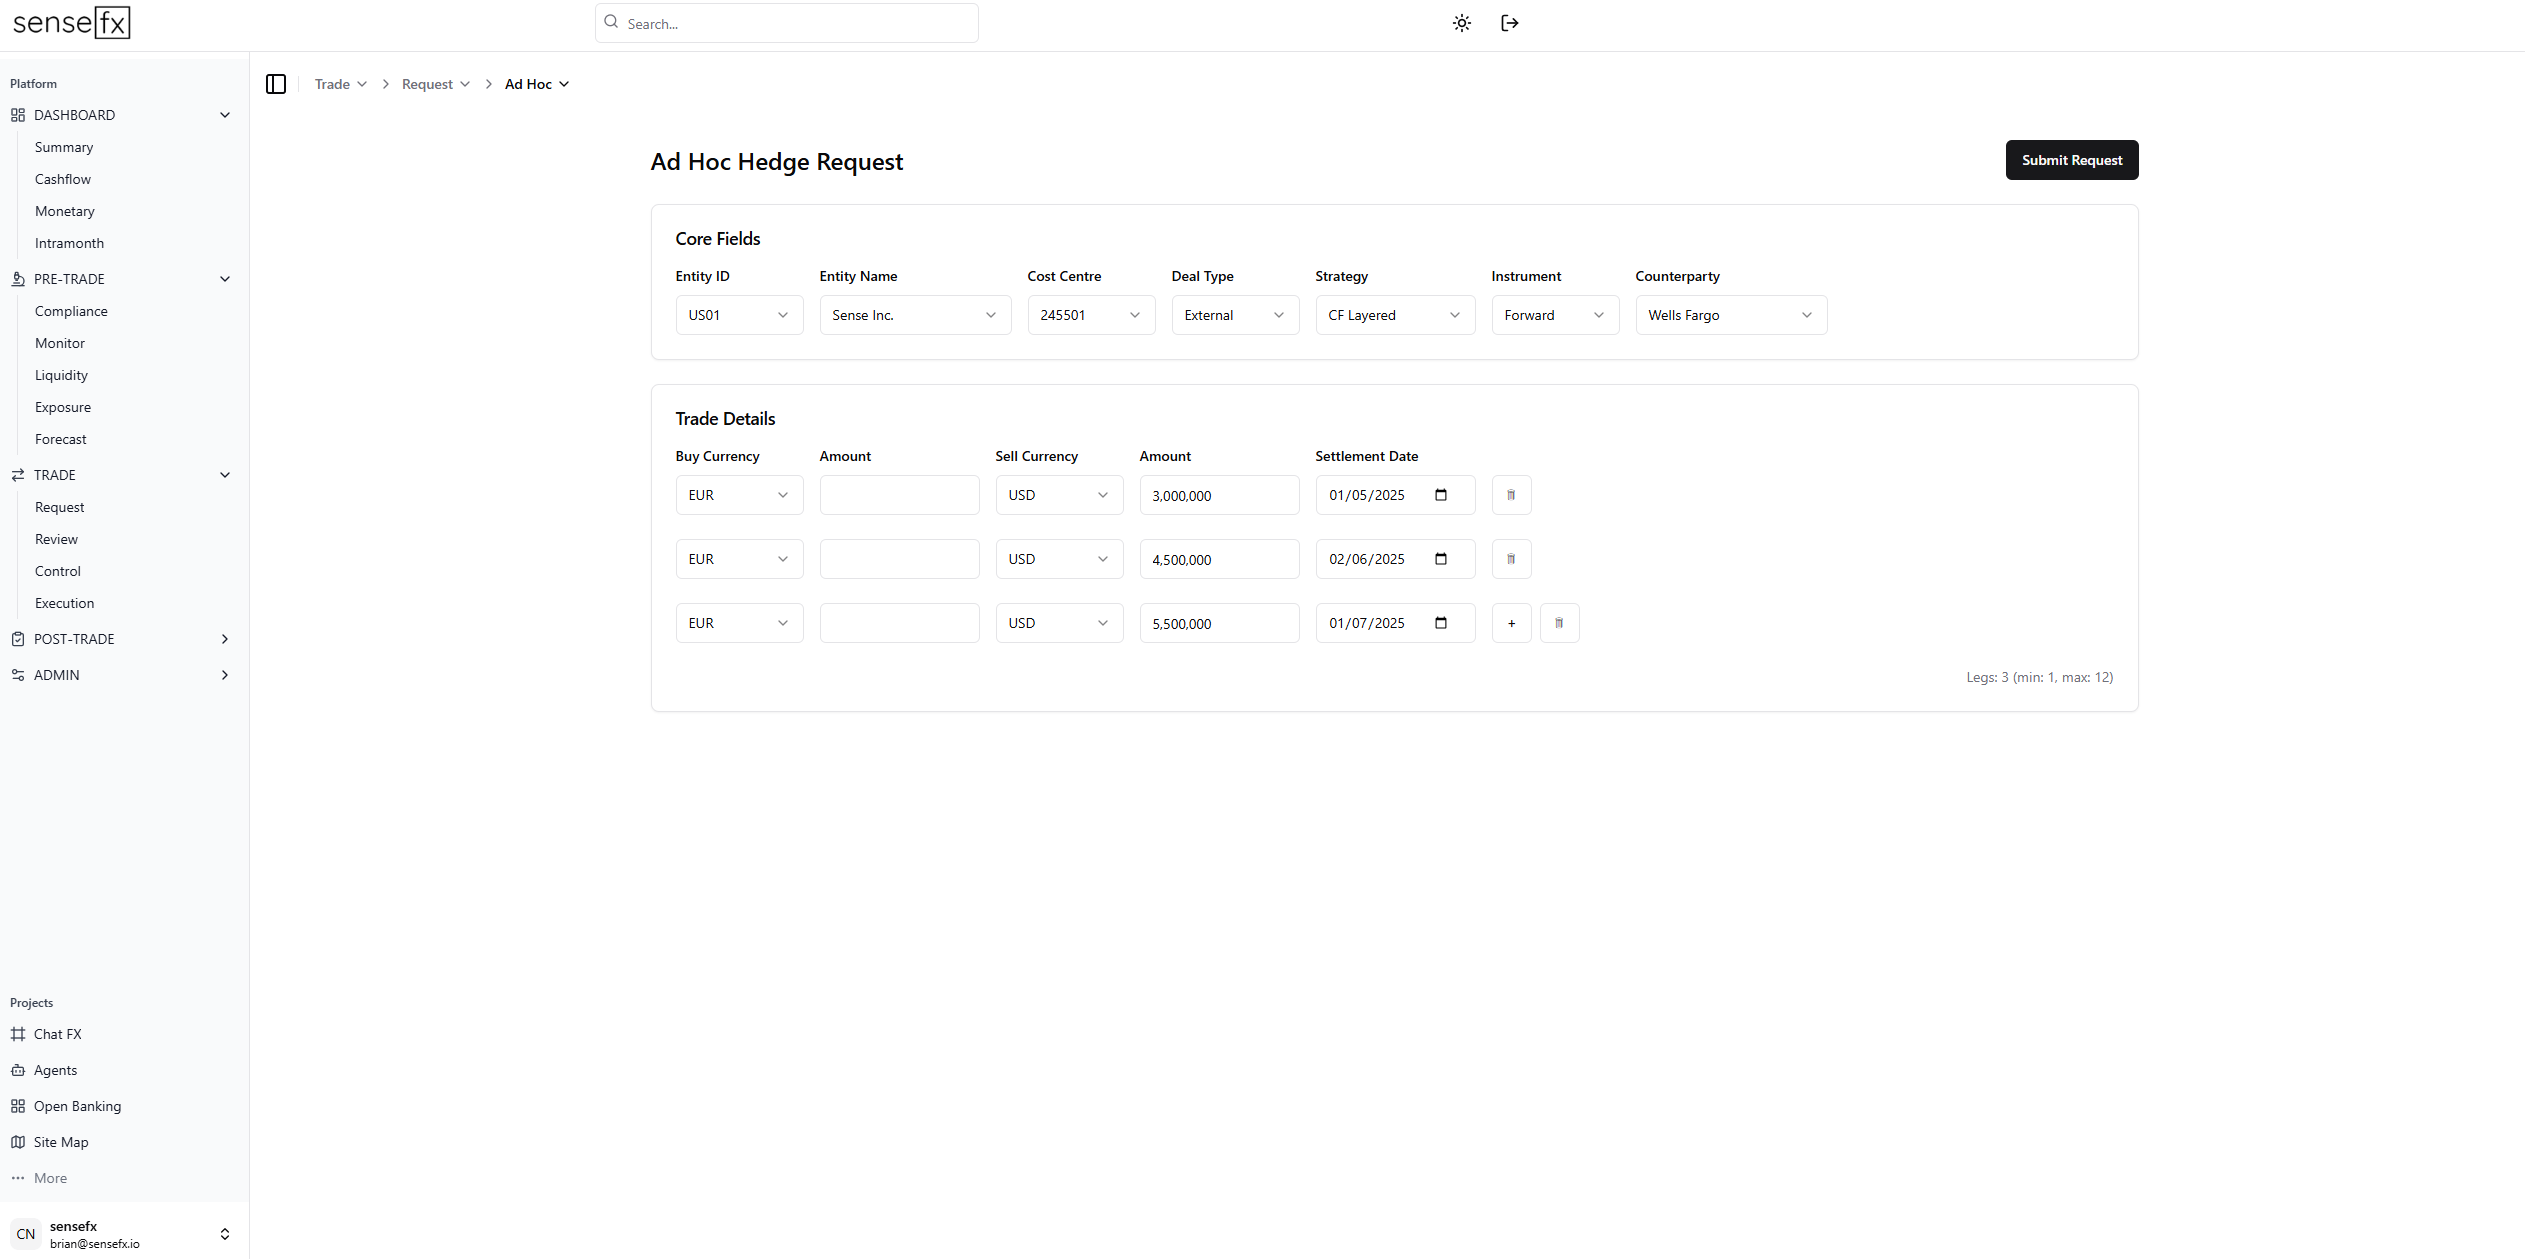 sense fx
Search...
Platform
DASHBOARD
Summary
Cashflow
Monetary
Intramonth
PRE-TRADE
Compliance
Monitor
Liquidity
Exposure
Forecast
TRADE
Request
Review
Control
Execution
POST-TRADE
ADMIN
Projects
Chat FX
Agents
Open Banking
Site Map
More
CN
sensefx
brian@sensefx.io
Trade Request Ad Hoc
Ad Hoc Hedge Request
Submit Request
Core Fields
Entity ID Entity Name Cost Centre Deal Type Strategy Instrument Counterparty
US01 Sense Inc. 245501 External CF Layered Forward Wells Fargo
Trade Details
Buy Currency Amount Sell Currency Amount Settlement Date
EUR USD 3,000,000 01/05/2025
EUR USD 4,500,000 02/06/2025
EUR USD 5,500,000 01/07/2025 +
Legs: 3 (min: 1, max: 12)